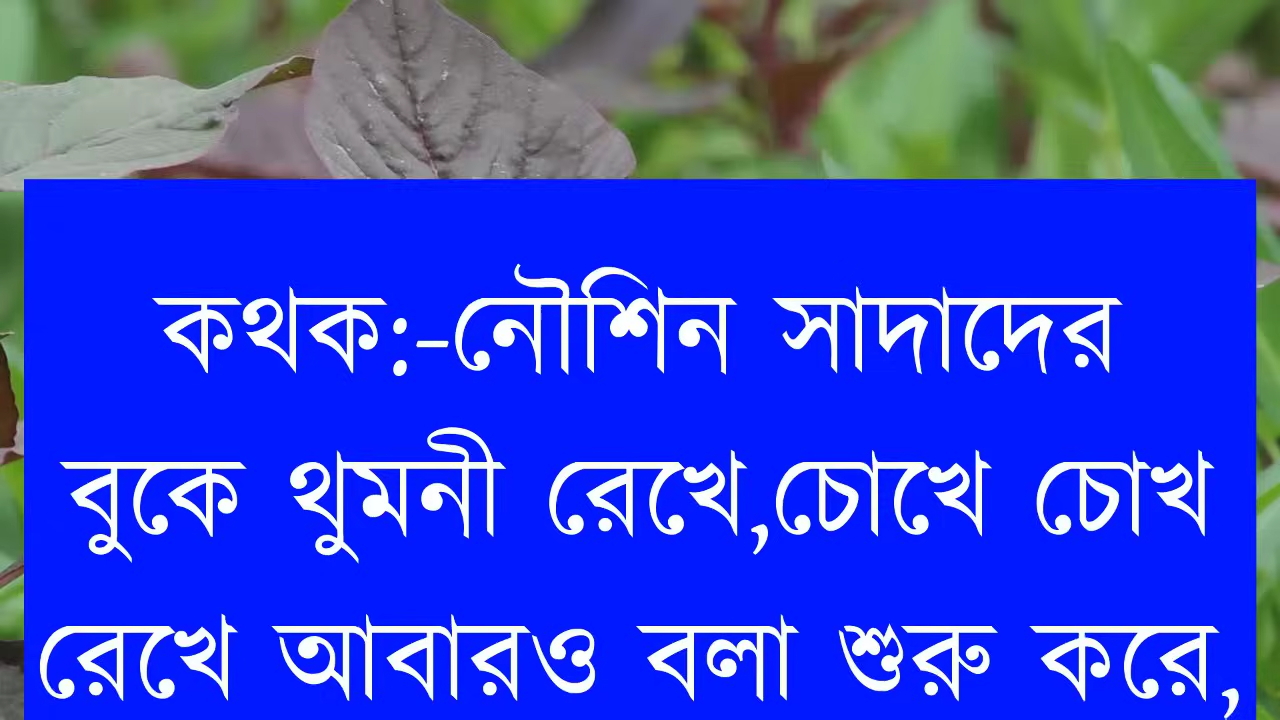 কথক:-নৌশিন সাদাদের
বুকে থুমনী রেখে,চোখে চোখ
রেখে আবারও বলা শুরু করে,